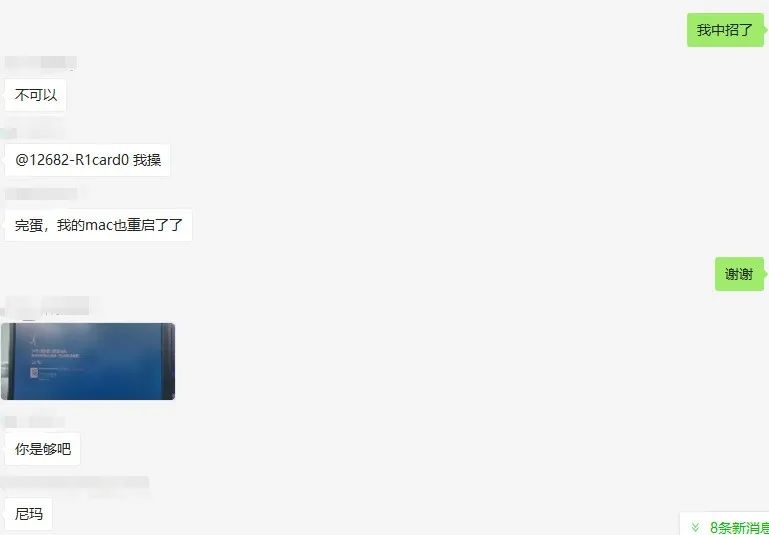 我中招了
不可以
@12682-R1card0 我操
完蛋，我的mac也重启了了
谢谢
你是够吧
尼玛
8条新消息